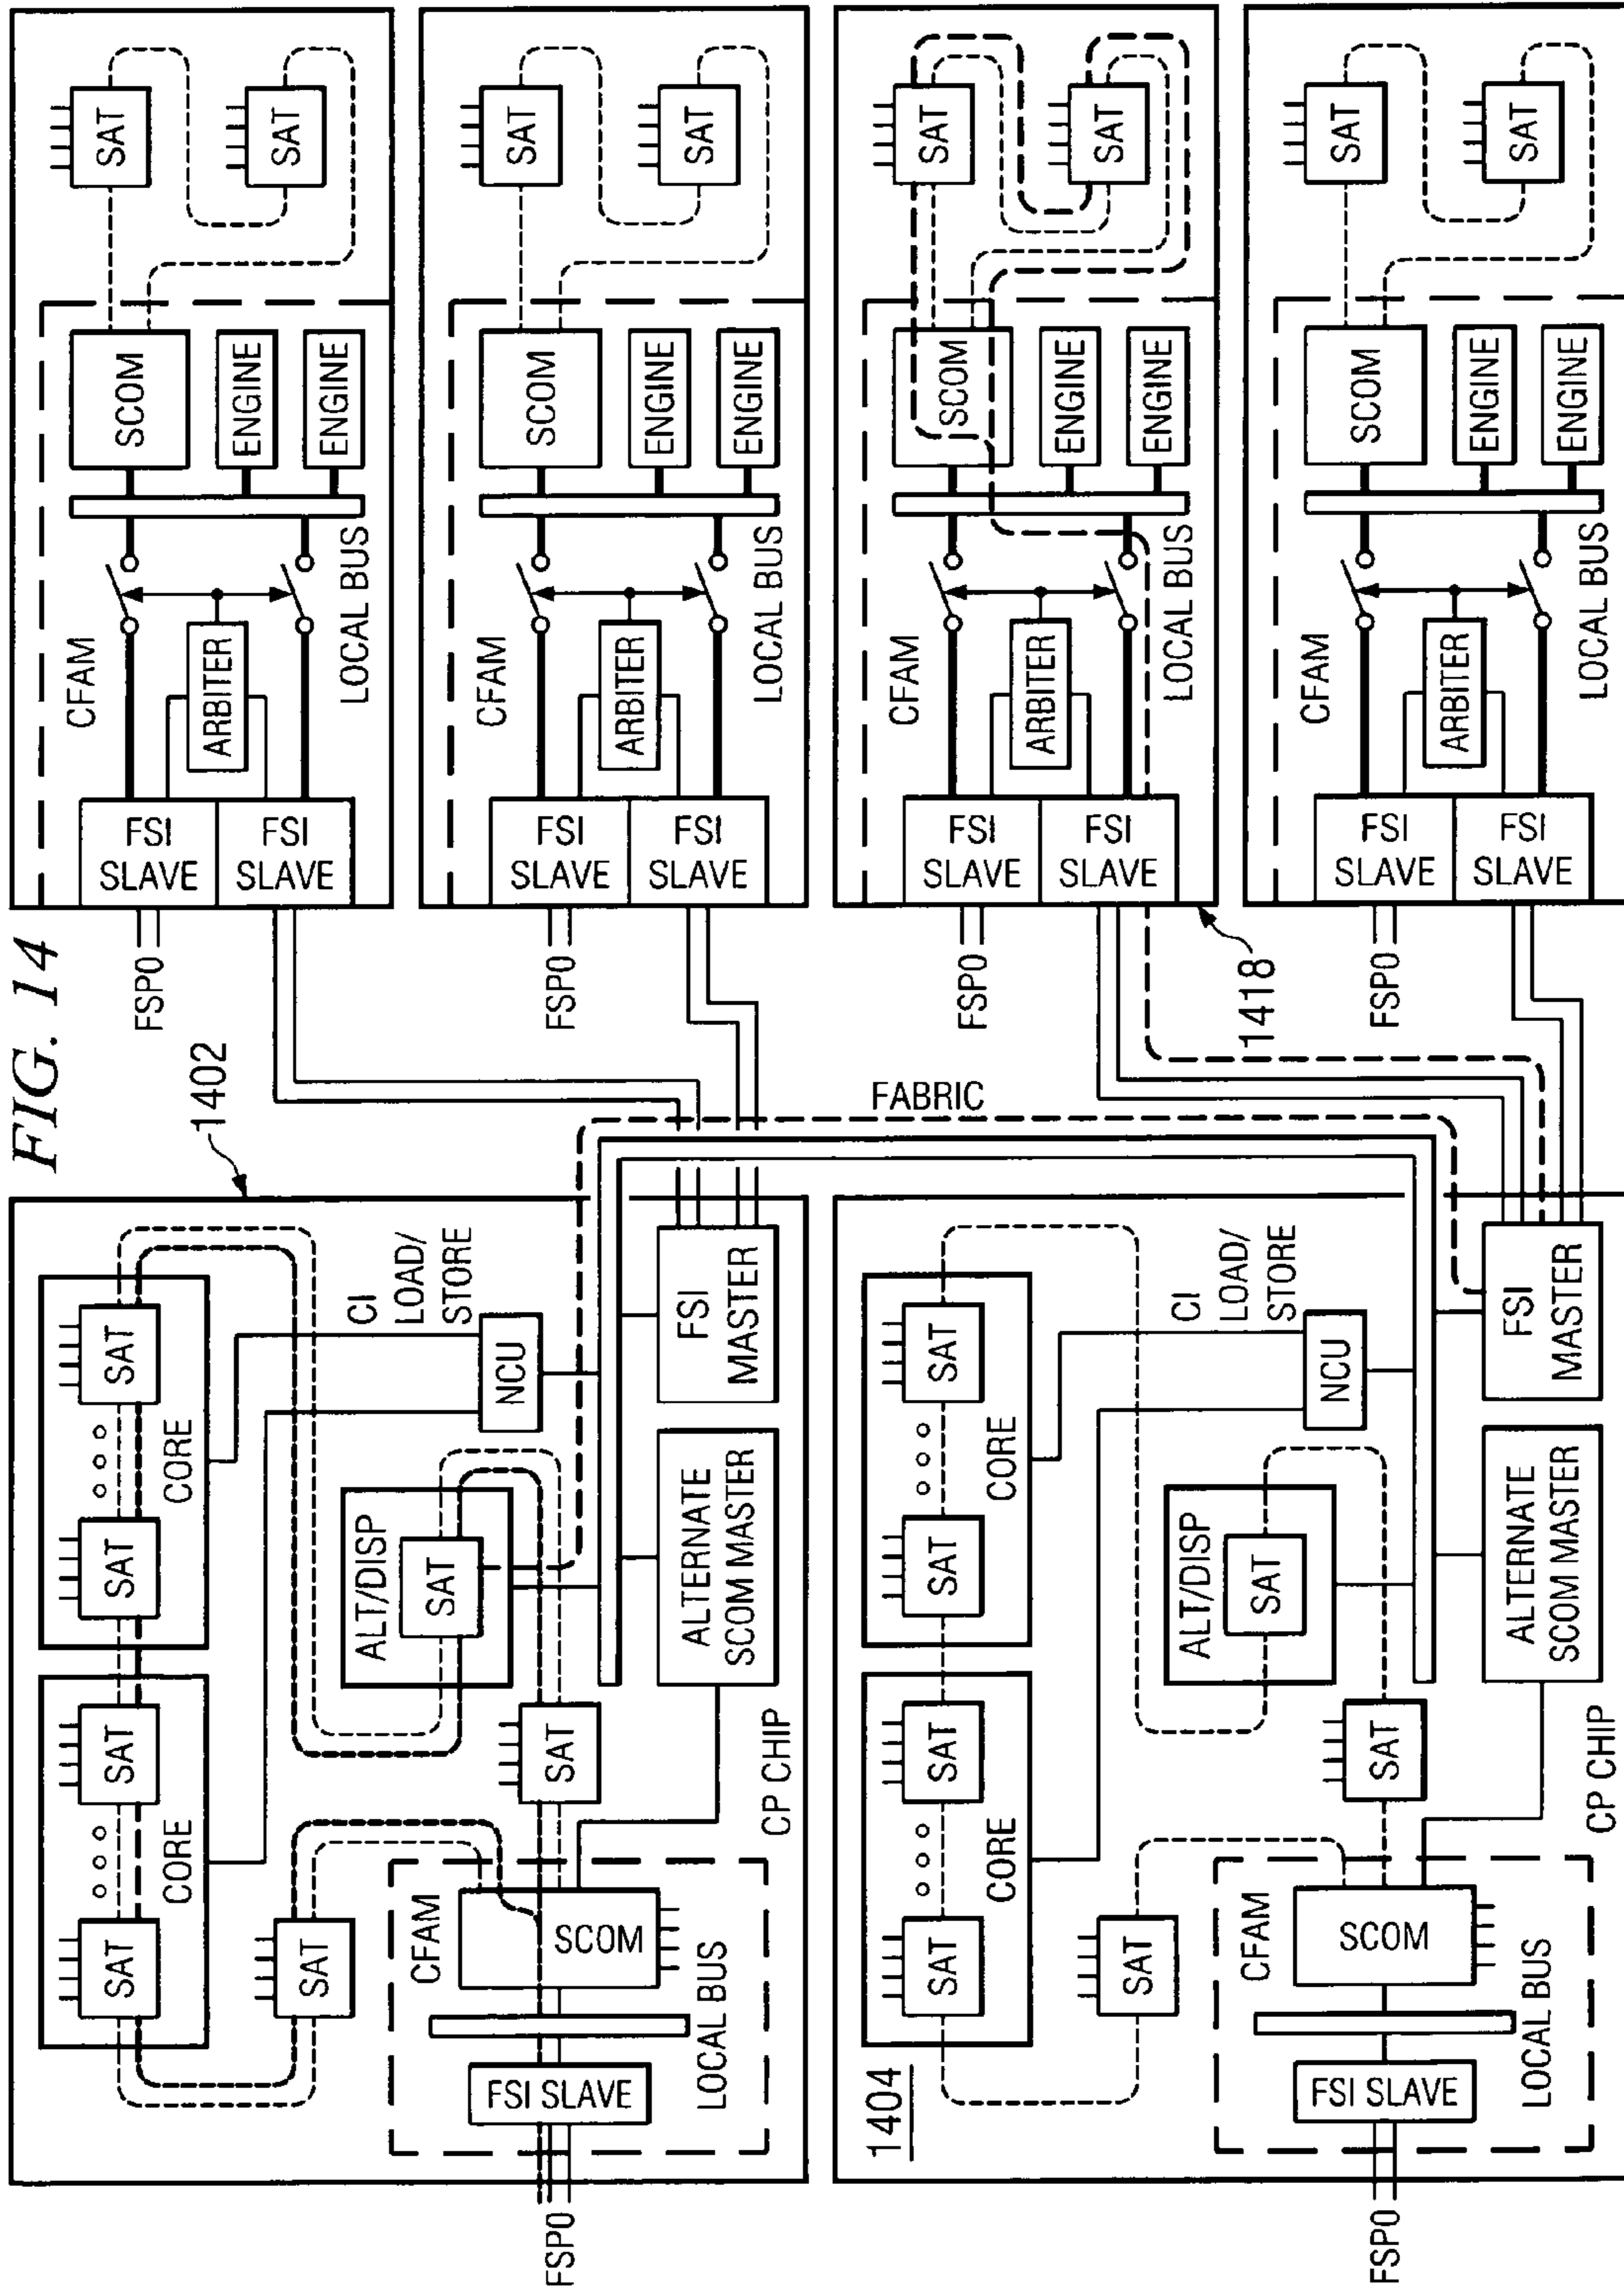 FIG. 14
1402
SAT
SAT
SAT
SAT
CORE
CORE
SAT
CI
LOAD/
STORE
NCU
ALT/DISP
SAT
CFAM
SAT
SCOM
FSI SLAVE
FSP0
LOCAL BUS
ALTERNATE
SCOM MASTER
FSI
MASTER
CP CHIP
FABRIC
1404
SAT
SAT
SAT
SAT
CORE
CORE
SAT
CI
LOAD/
STORE
NCU
ALT/DISP
SAT
CFAM
SAT
SCOM
FSI SLAVE
FSP0
LOCAL BUS
ALTERNATE
SCOM MASTER
FSI
MASTER
CP CHIP
CFAM
FSP0
FSI
SLAVE
FSI
SLAVE
ARBITER
LOCAL BUS
SCOM
ENGINE
ENGINE
SAT
SAT
CFAM
FSP0
FSI
SLAVE
FSI
SLAVE
ARBITER
LOCAL BUS
SCOM
ENGINE
ENGINE
SAT
SAT
CFAM
FSP0
FSI
SLAVE
FSI
SLAVE
ARBITER
LOCAL BUS
SCOM
ENGINE
ENGINE
SAT
SAT
1418
CFAM
FSP0
FSI
SLAVE
FSI
SLAVE
ARBITER
LOCAL BUS
SCOM
ENGINE
ENGINE
SAT
SAT